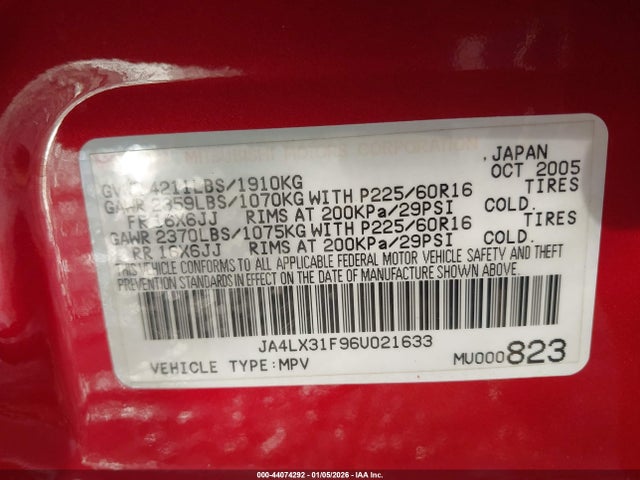 MITSUBISHI MOTORS CORPORATION
, JAPAN
OCT 2005
4211LBS/1910KG
GAWR 2359LBS/1070KG WITH P225/60R16 TIRES
FR 16X6JJ RIMS AT 200KPa/29PSI COLD.
GAWR 2370LBS/1075KG WITH P225/60R16 TIRES
RR 16X6JJ RIMS AT 200KPa/29PSI COLD.
THIS VEHICLE CONFORMS TO ALL APPLICABLE FEDERAL MOTOR VEHICLE SAFETY AND THEFT
PREVENTION STANDARDS IN EFFECT ON THE DATE OF MANUFACTURE SHOWN ABOVE.
JA4LX31F96U021633
VEHICLE TYPE:MPV
MU000823
000-44074292 - 01/05/2026 - IAA Inc.